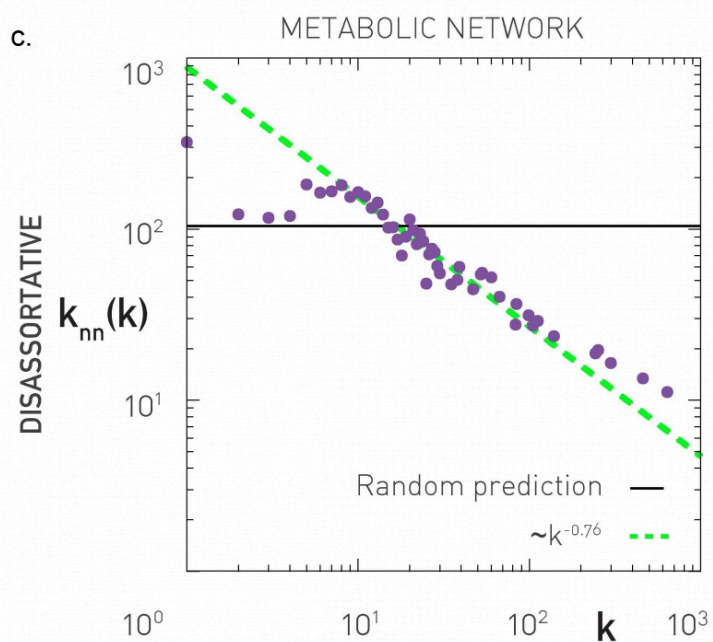 c.
METABOLIC NETWORK
DISASSORTATIVE
kₙₙ(k)
10³
10²
10¹
Random prediction
~k⁻⁰·⁷⁶
10⁰
10¹
10²
k
10³